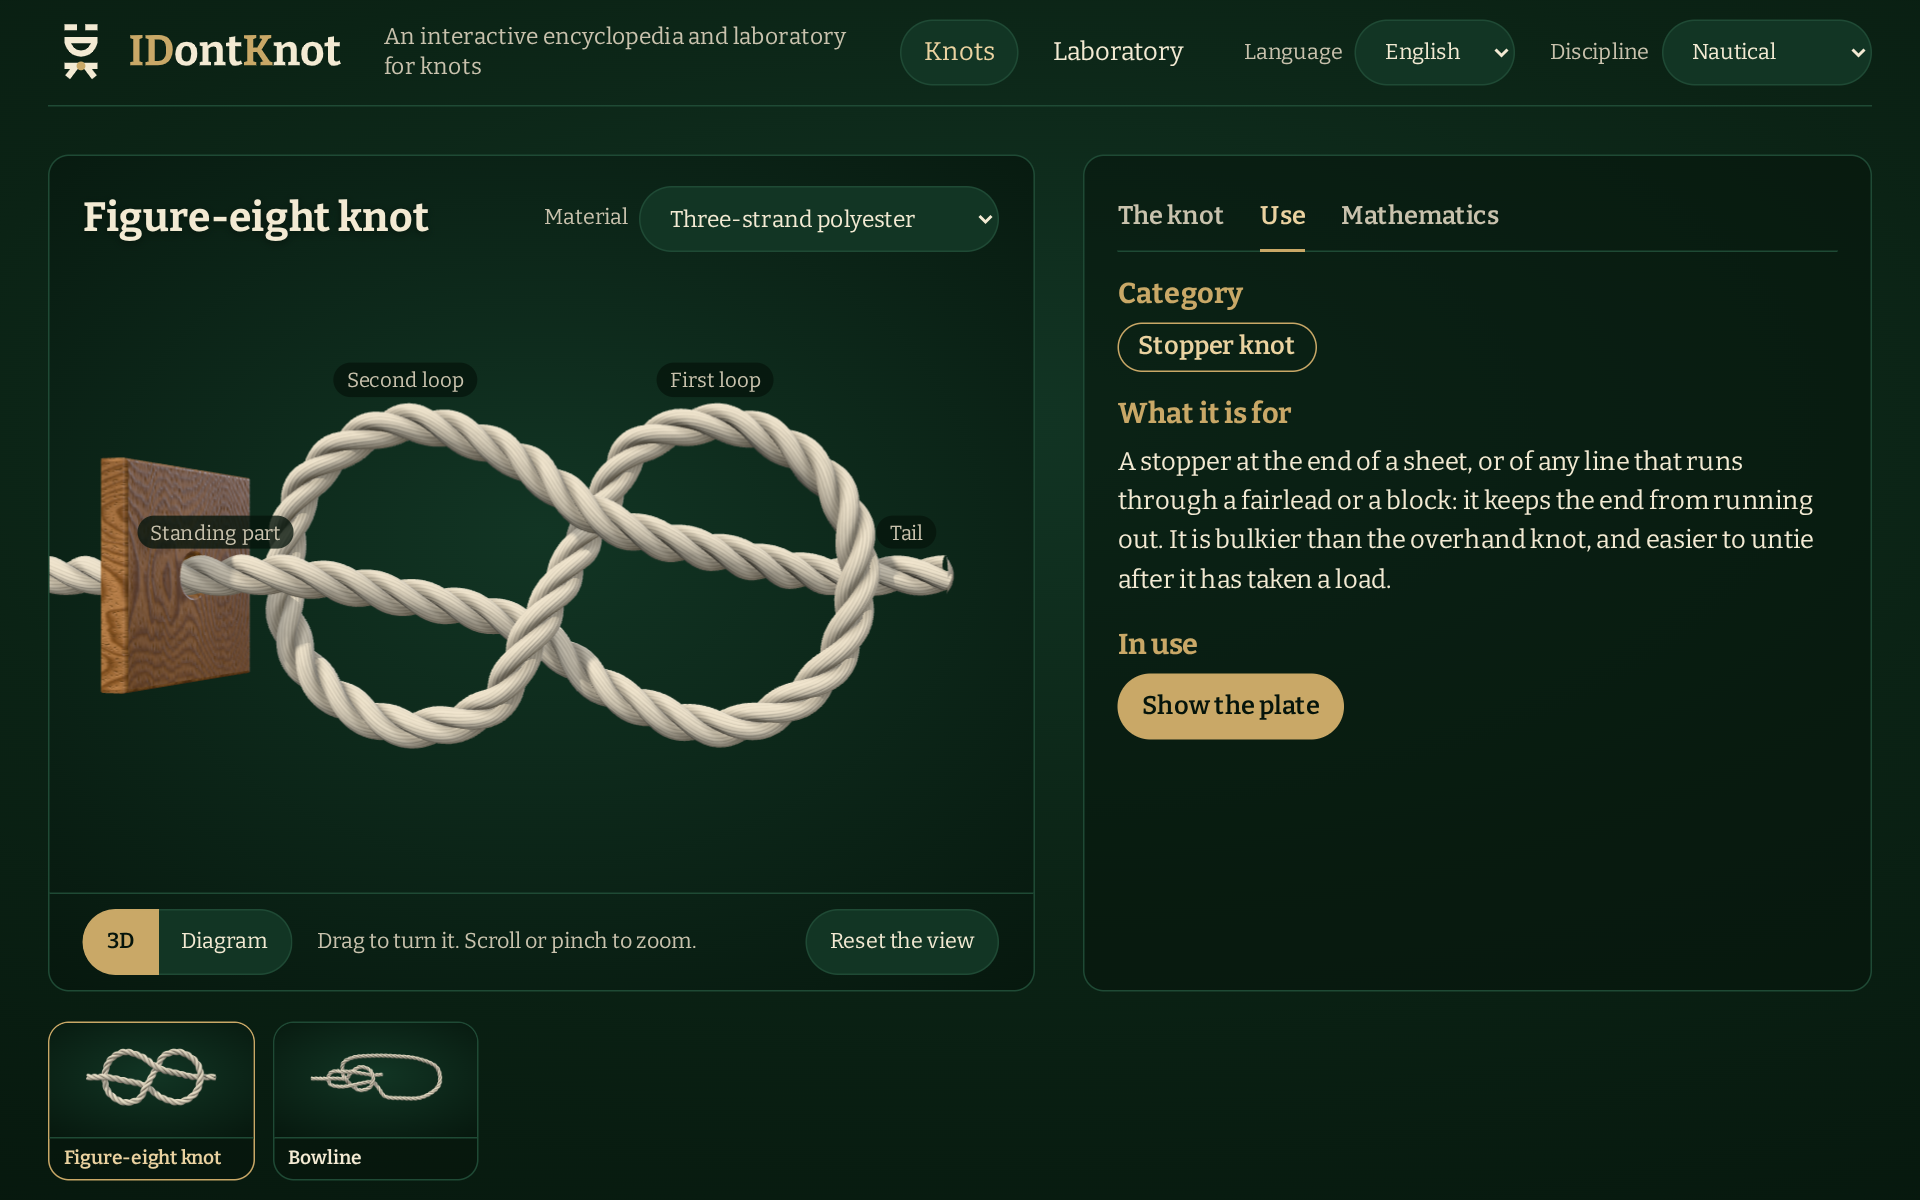 IDontKnot
An interactive encyclopedia and laboratory
for knots
Knots
Laboratory
Language
English
Discipline
Nautical
Figure-eight knot
Material
Three-strand polyester
Second loop
First loop
Standing part
Tail
3D
Diagram
Drag to turn it. Scroll or pinch to zoom.
Reset the view
The knot
Use
Mathematics
Category
Stopper knot
What it is for
A stopper at the end of a sheet, or of any line that runs
through a fairlead or a block: it keeps the end from running
out. It is bulkier than the overhand knot, and easier to untie
after it has taken a load.
In use
Show the plate
Figure-eight knot
Bowline